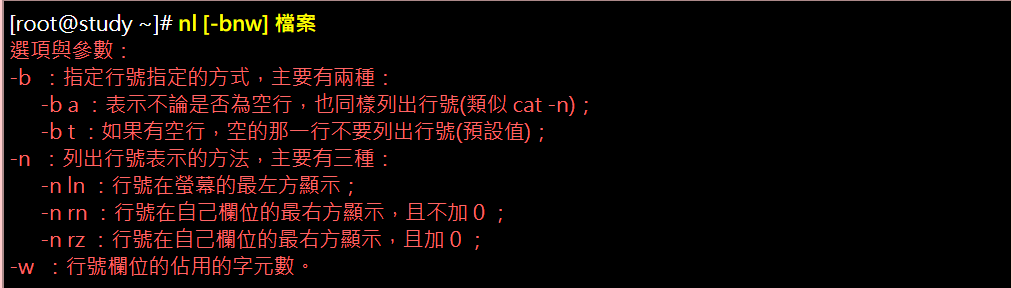 [root@study ~]# nl [-bnw] 檔案
選項與參數：
-b ：指定行號指定的方式，主要有兩種：
-b a ：表示不論是否為空行，也同樣列出行號(類似 cat -n)；
-b t ：如果有空行，空的那一行不要列出行號(預設值)；
-n ：列出行號表示的方法，主要有三種：
-n ln ：行號在螢幕的最左方顯示；
-n rn ：行號在自己欄位的最右方顯示，且不加 0 ；
-n rz ：行號在自己欄位的最右方顯示，且加 0 ；
-w ：行號欄位的佔用的字元數。